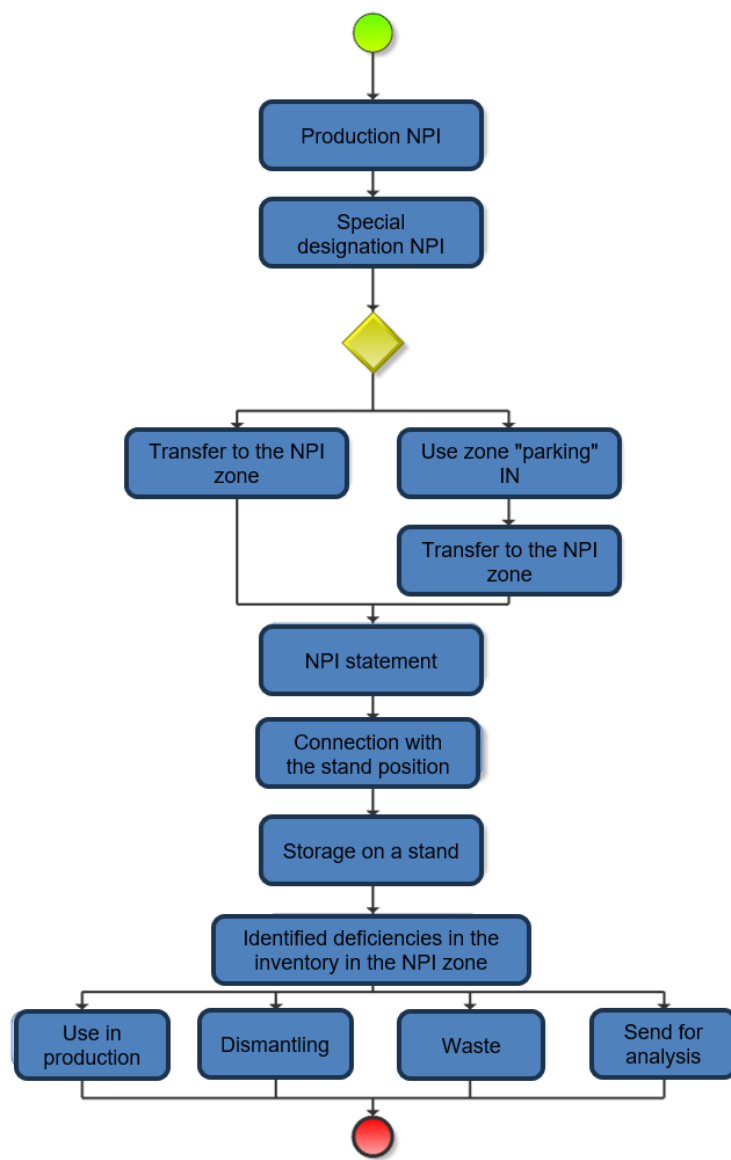 Production NPI
Special
designation NPI
Transfer to the NPI
zone
Use zone "parking"
IN
Transfer to the NPI
zone
NPI statement
Connection with
the stand position
Storage on a stand
Identified deficiencies in the
inventory in the NPI zone
Use in
production
Dismantling
Waste
Send for
analysis